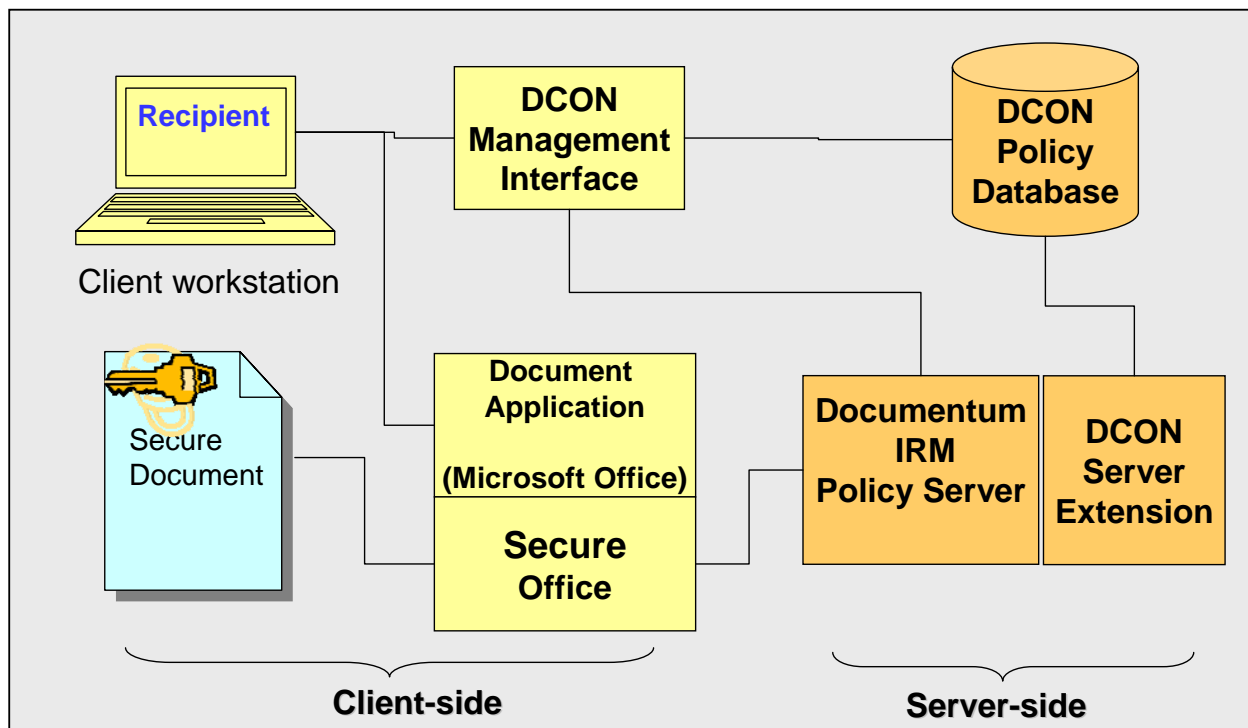 Recipient
Client workstation
DCON
Management
Interface
DCON
Policy
Database
Secure
Document
Document
Application
(Microsoft Office)
Secure
Office
Documentum
IRM
Policy Server
DCON
Server
Extension
Client-side
Server-side